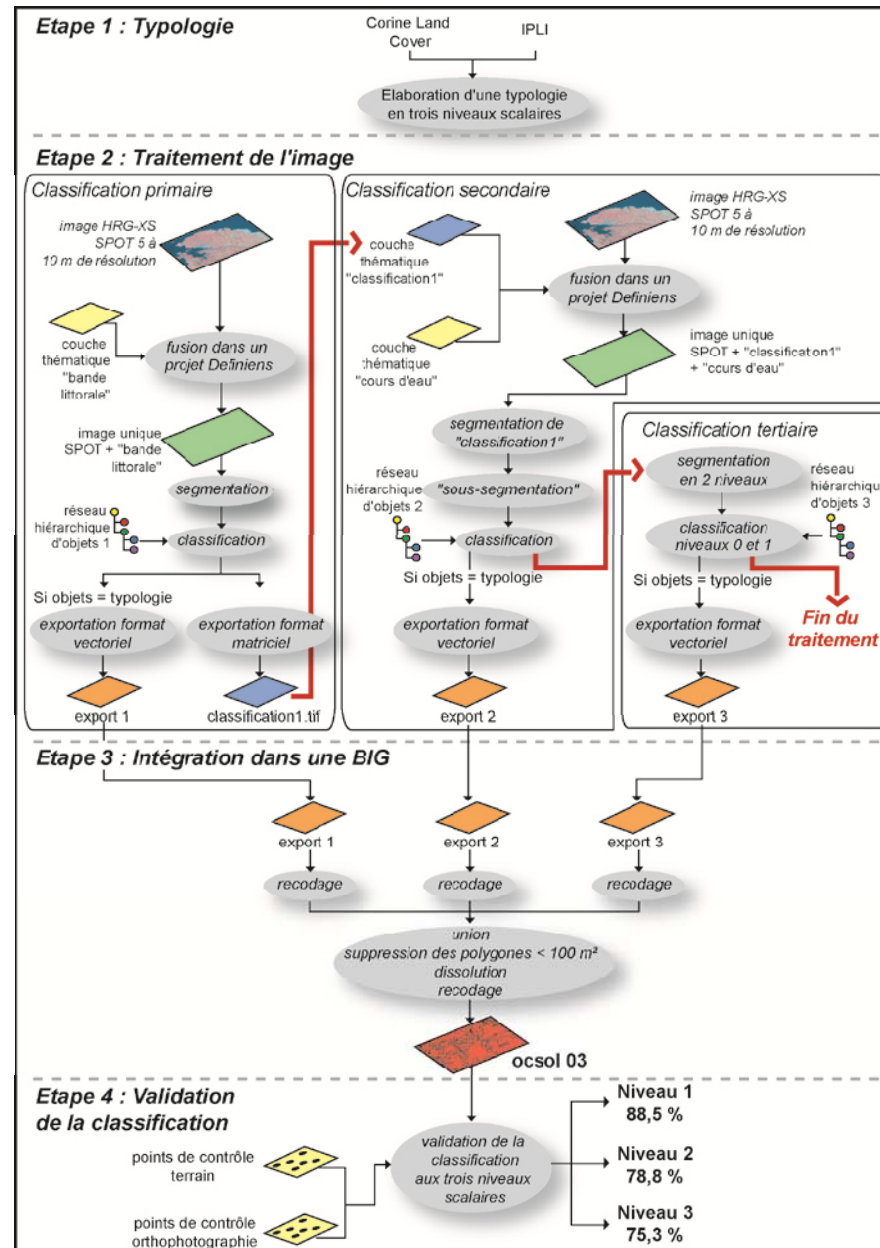 Etape 1 : Typologie
Corine Land
Cover
IPLI
Elaboration d'une typologie
en trois niveaux scalaires
Etape 2 : Traitement de l'image
Classification primaire
image HRG-XS
SPOT 5 à
10 m de résolution
couche
thématique
"bande
littorale"
fusion dans un
projet Definiens
image unique
SPOT + "bande
littorale"
segmentation
réseau
hiérarchique
d'objets 1
classification
Si objets = typologie
exportation format
vectoriel
exportation format
matriciel
export 1
classification1.tif
Classification secondaire
couche
thématique
"classification1"
image HRG-XS
SPOT 5 à
10 m de résolution
fusion dans un
projet Definiens
couche
thématique
"cours d'eau"
image unique
SPOT + "classification1"
+ "cours d'eau"
segmentation de
"classification1"
réseau
hiérarchique
d'objets 2
"sous-segmentation"
classification
Si objets = typologie
exportation format
vectoriel
export 2
Classification tertiaire
segmentation
en 2 niveaux
réseau
hiérarchique
d'objets 3
classification
niveaux 0 et 1
Si objets = typologie
exportation format
vectoriel
Fin du
traitement
export 3
Etape 3 : Intégration dans une BIG
export 1
export 2
export 3
recodage
recodage
recodage
union
suppression des polygones < 100 m²
dissolution
recodage
ocsol 03
Etape 4 : Validation
de la classification
points de contrôle
terrain
points de contrôle
orthophotographie
validation de la
classification
aux trois niveaux
scalaires
Niveau 1
88,5 %
Niveau 2
78,8 %
Niveau 3
75,3 %